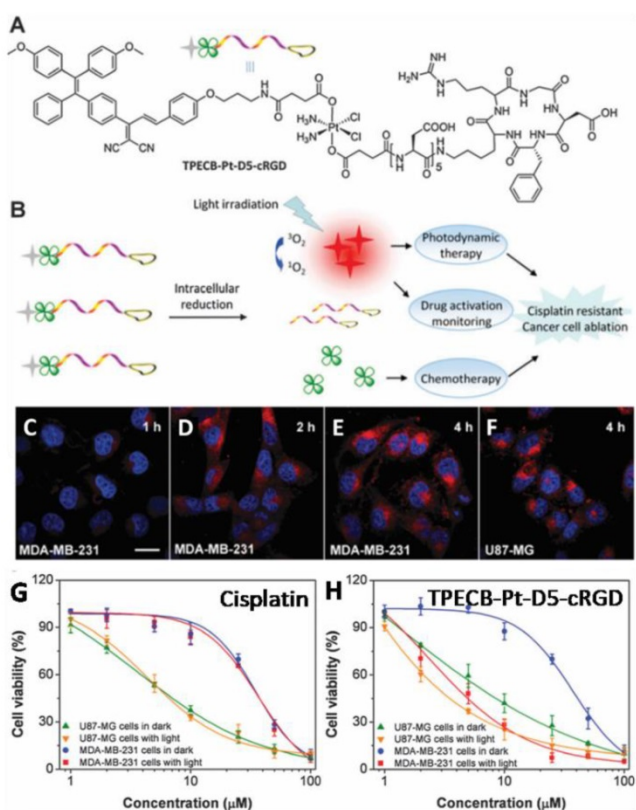 A
TPECB-Pt-D5-cRGD
O
O
CN CN
O
N
H
O
O
O
H3N
H3N
Pt
Cl
Cl
O
O
O
N
H
COOH
O
5
H
N
NH
H2N
N
H
O
NH
HN
O
COOH
B
Light irradiation
3O2
1O2
Intracellular
reduction
Photodynamic
therapy
Drug activation
monitoring
Chemotherapy
Cisplatin resistant
Cancer cell ablation
C
1 h
MDA-MB-231
D
2 h
MDA-MB-231
E
4 h
MDA-MB-231
F
4 h
U87-MG
G
Cisplatin
Cell viability (%)
120
90
60
30
0
U87-MG cells in dark
U87-MG cells with light
MDA-MB-231 cells in dark
MDA-MB-231 cells with light
1
10
100
Concentration (μM)
H
TPECB-Pt-D5-cRGD
Cell viability (%)
120
90
60
30
0
U87-MG cells in dark
U87-MG cells with light
MDA-MB-231 cells in dark
MDA-MB-231 cells with light
1
10
100
Concentration (μM)